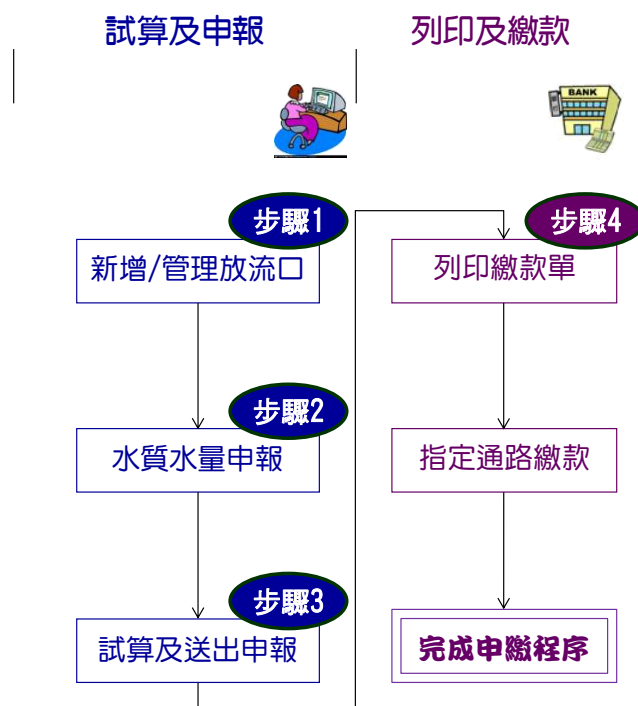 試算及申報
列印及繳款
BANK
步驟1
新增/管理放流口
步驟2
水質水量申報
步驟3
試算及送出申報
步驟4
列印繳款單
指定通路繳款
完成申繳程序